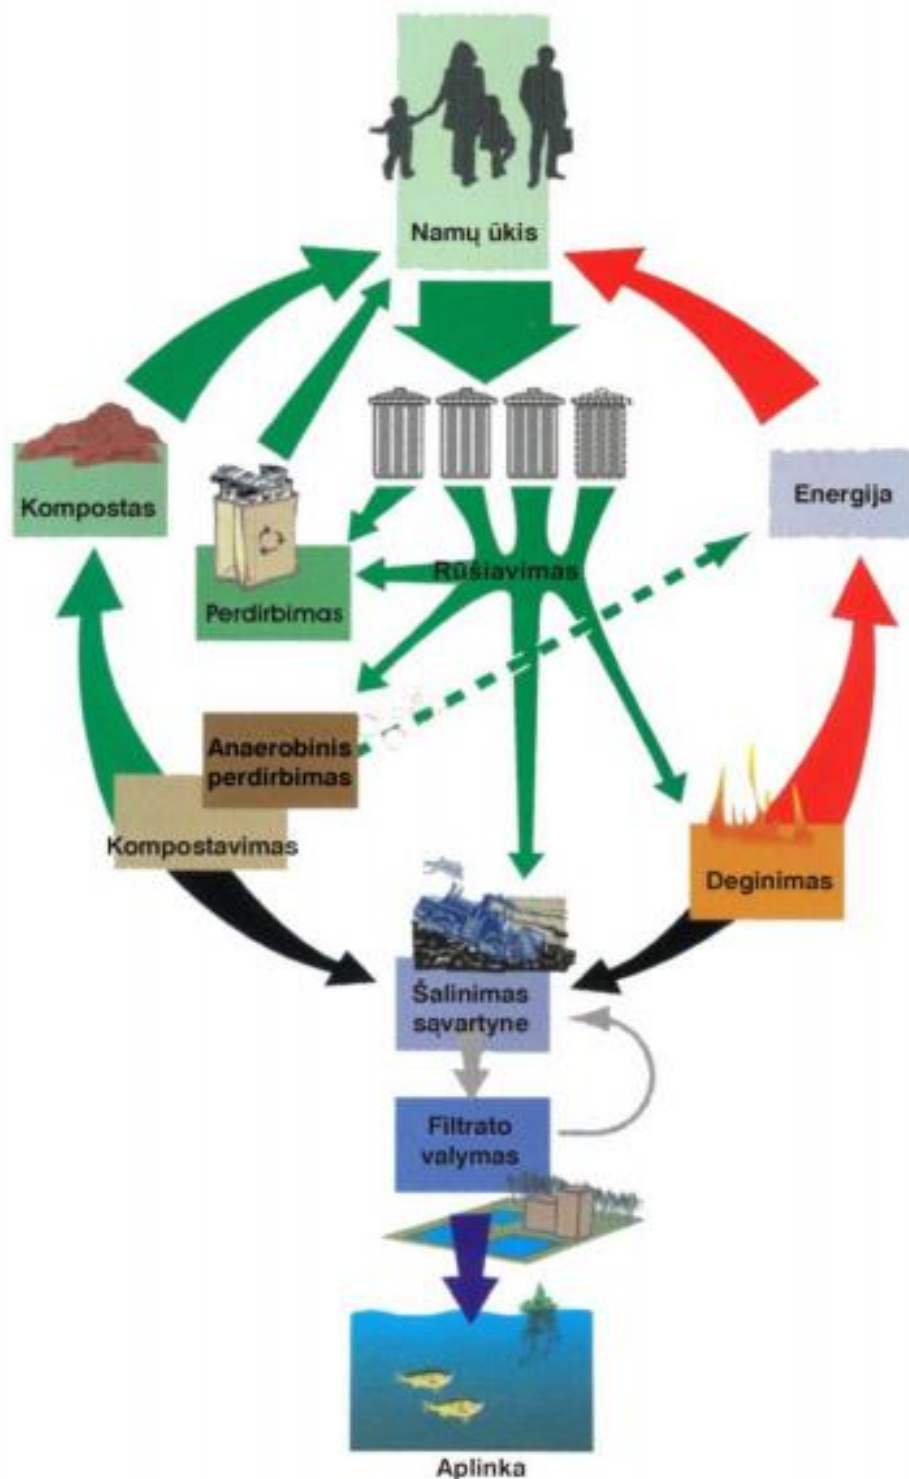 Namų ūkis
Kompostas
Energija
Rūšiavimas
Perdirbimas
Anaerobinis
perdirbimas
Kompostavimas
Deginimas
Šalinimas
sąvartyne
Filtrato
valymas
Aplinka